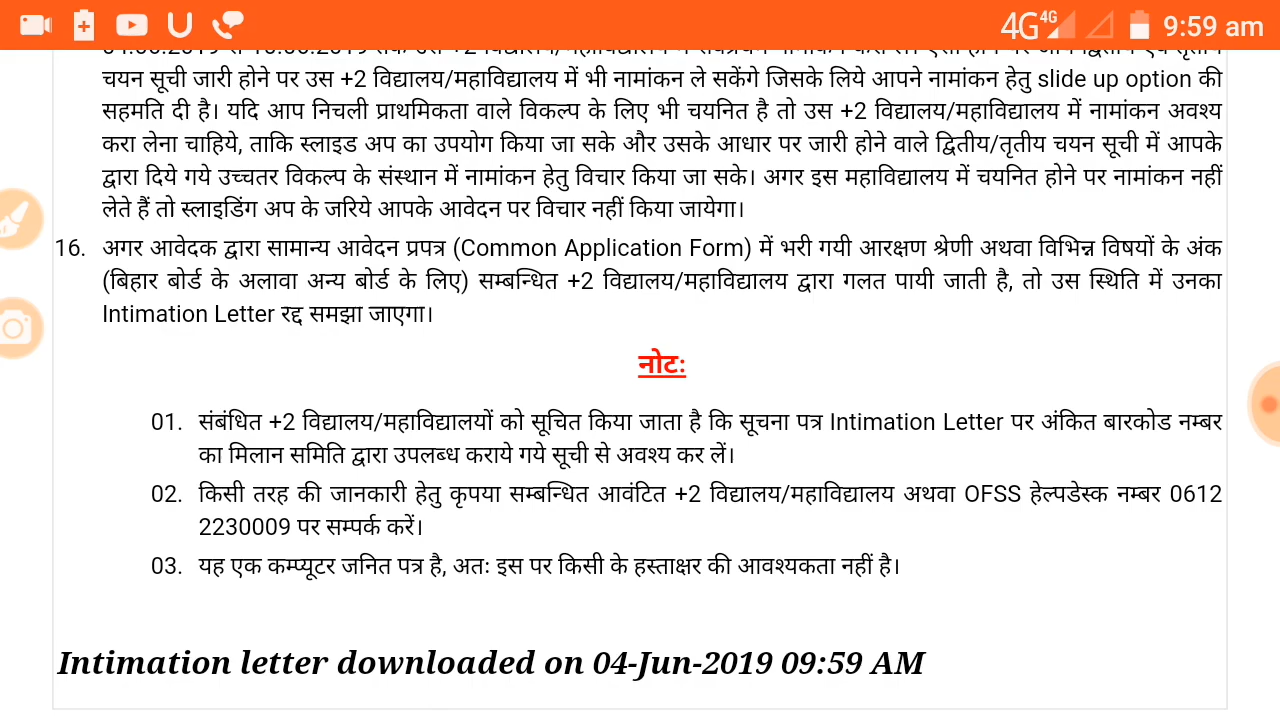 4G 4G 9:59 am
चयन सूची जारी होने पर उस +2 विद्यालय/महाविद्यालय में भी नामांकन ले सकेंगे जिसके लिये आपने नामांकन हेतु slide up option की
सहमति दी है। यदि आप निचली प्राथमिकता वाले विकल्प के लिए भी चयनित है तो उस +2 विद्यालय/महाविद्यालय में नामांकन अवश्य
करा लेना चाहिये, ताकि स्लाइड अप का उपयोग किया जा सके और उसके आधार पर जारी होने वाले द्वितीय/तृतीय चयन सूची में आपके
द्वारा दिये गये उच्चतर विकल्प के संस्थान में नामांकन हेतु विचार किया जा सके। अगर इस महाविद्यालय में चयनित होने पर नामांकन नहीं
लेते हैं तो स्लाइडिंग अप के जरिये आपके आवेदन पर विचार नहीं किया जायेगा।
16. अगर आवेदक द्वारा सामान्य आवेदन प्रपत्र (Common Application Form) में भरी गयी आरक्षण श्रेणी अथवा विभिन्न विषयों के अंक
(बिहार बोर्ड के अलावा अन्य बोर्ड के लिए) सम्बन्धित +2 विद्यालय/महाविद्यालय द्वारा गलत पायी जाती है, तो उस स्थिति में उनका
Intimation Letter रद्द समझा जाएगा।
नोटः
01. संबंधित +2 विद्यालय/महाविद्यालयों को सूचित किया जाता है कि सूचना पत्र Intimation Letter पर अंकित बारकोड नम्बर
का मिलान समिति द्वारा उपलब्ध कराये गये सूची से अवश्य कर लें।
02. किसी तरह की जानकारी हेतु कृपया सम्बन्धित आवंटित +2 विद्यालय/महाविद्यालय अथवा OFSS हेल्पडेस्क नम्बर 0612
2230009 पर सम्पर्क करें।
03. यह एक कम्प्यूटर जनित पत्र है, अतः इस पर किसी के हस्ताक्षर की आवश्यकता नहीं है।
Intimation letter downloaded on 04-Jun-2019 09:59 AM